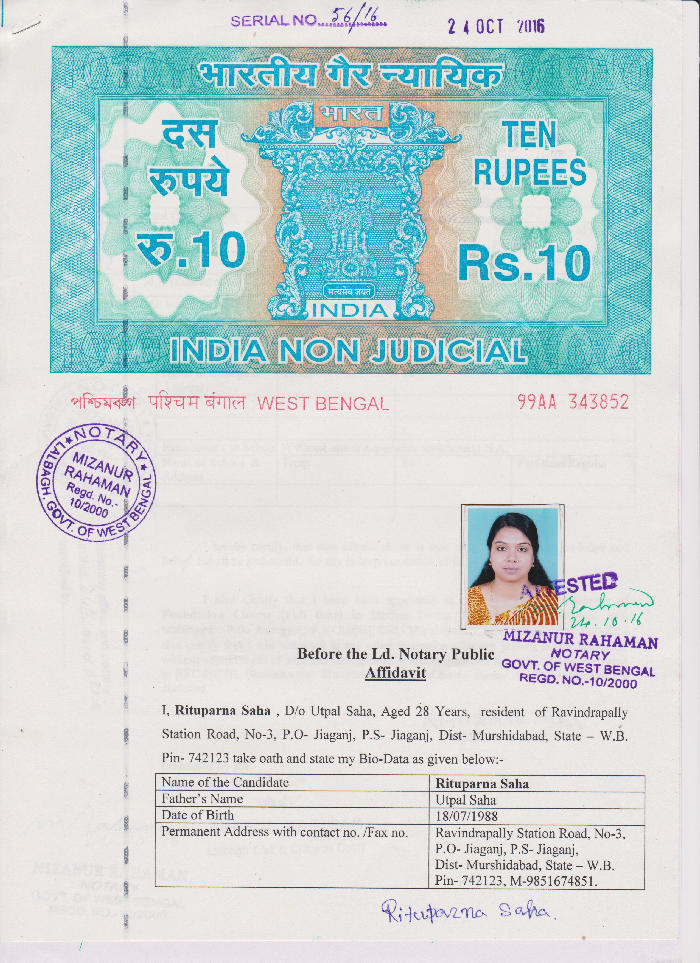 SERIAL NO. 56/16
24 OCT 2016
भारतीय गैर न्यायिक
भारत
दस
रुपये
रु.10
TEN
RUPEES
Rs.10
सत्यमेव जयते
INDIA
INDIA NON JUDICIAL
পশ্চিমবঙ্গ पश्चिम बंगाल WEST BENGAL
99AA 343852
★ NOTARY ★
LALBAGH. GOVT. OF WEST BENGAL
MIZANUR
RAHAMAN
Regd. No.-
10/2000
ATTESTED
24.10.16
MIZANUR RAHAMAN
NOTARY
GOVT. OF WEST BENGAL
REGD. NO.-10/2000
Before the Ld. Notary Public
Affidavit
I, Rituparna Saha , D/o Utpal Saha, Aged 28 Years, resident of Ravindrapally
Station Road, No-3, P.O- Jiaganj, P.S- Jiaganj, Dist- Murshidabad, State – W.B.
Pin- 742123 take oath and state my Bio-Data as given below:-
Name of the Candidate Rituparna Saha
Father's Name Utpal Saha
Date of Birth 18/07/1988
Permanent Address with contact no. /Fax no. Ravindrapally Station Road, No-3,
P.O- Jiaganj, P.S- Jiaganj,
Dist- Murshidabad, State – W.B.
Pin- 742123, M-9851674851.
Rituparna Saha.